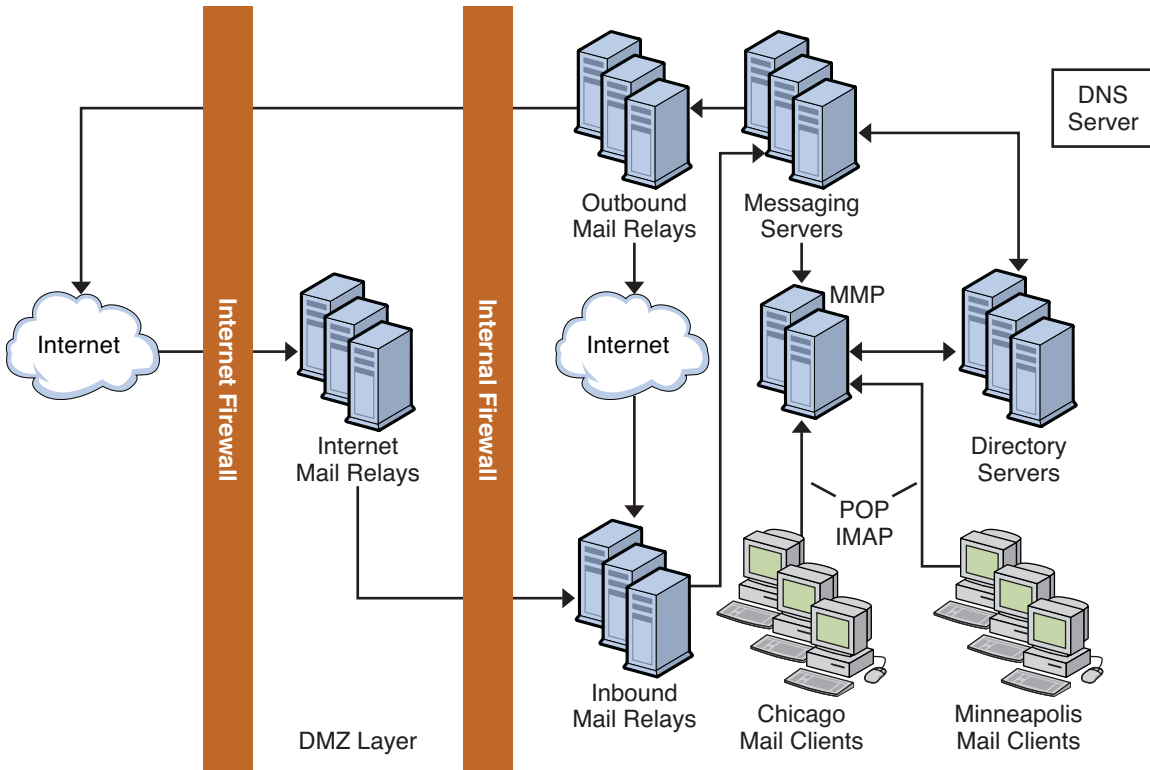 DNS
Server
Outbound
Mail Relays
Messaging
Servers
MMP
Internet
Internet Firewall
Internal Firewall
Internet
Internet
Mail Relays
Directory
Servers
POP
IMAP
Inbound
Mail Relays
Chicago
Mail Clients
Minneapolis
Mail Clients
DMZ Layer